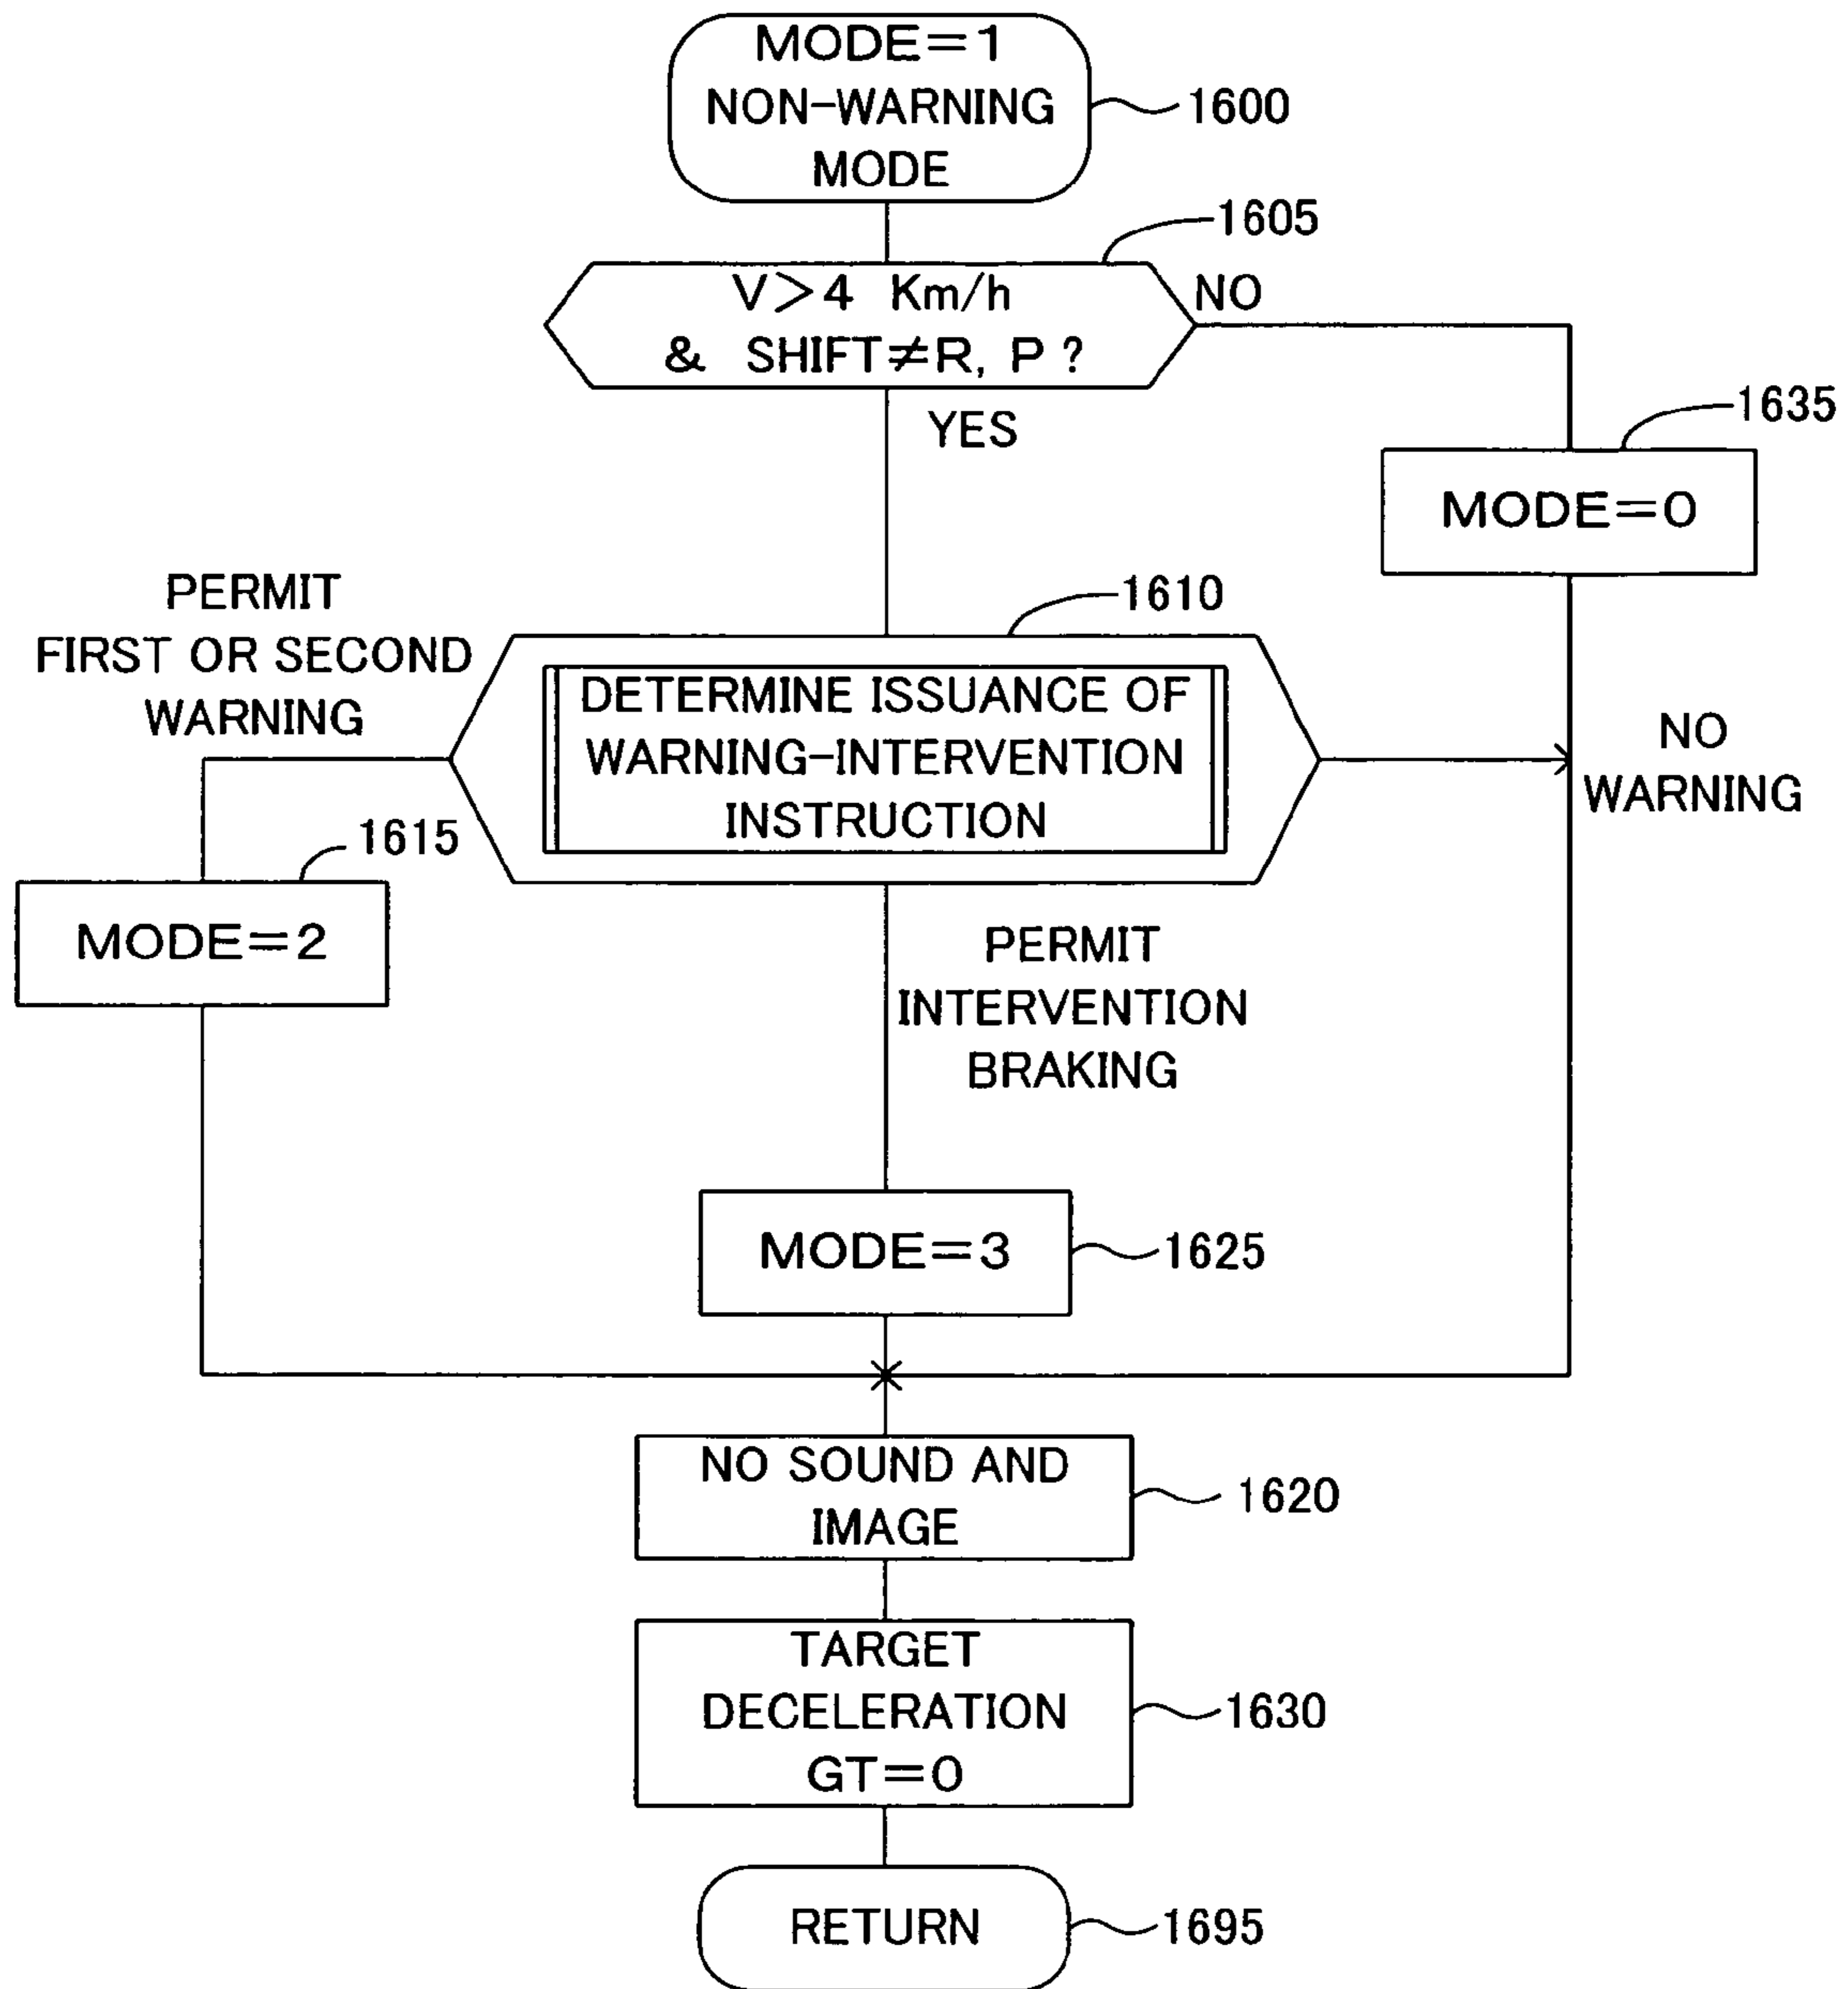 MODE=1
NON-WARNING
MODE
1600
1605
V>4 Km/h
& SHIFT≠R, P?
NO
YES
1635
MODE=0
1610
PERMIT
FIRST OR SECOND
WARNING
DETERMINE ISSUANCE OF
WARNING-INTERVENTION
INSTRUCTION
NO
WARNING
1615
MODE=2
PERMIT
INTERVENTION
BRAKING
MODE=3
1625
NO SOUND AND
IMAGE
1620
TARGET
DECELERATION
GT=0
1630
RETURN
1695